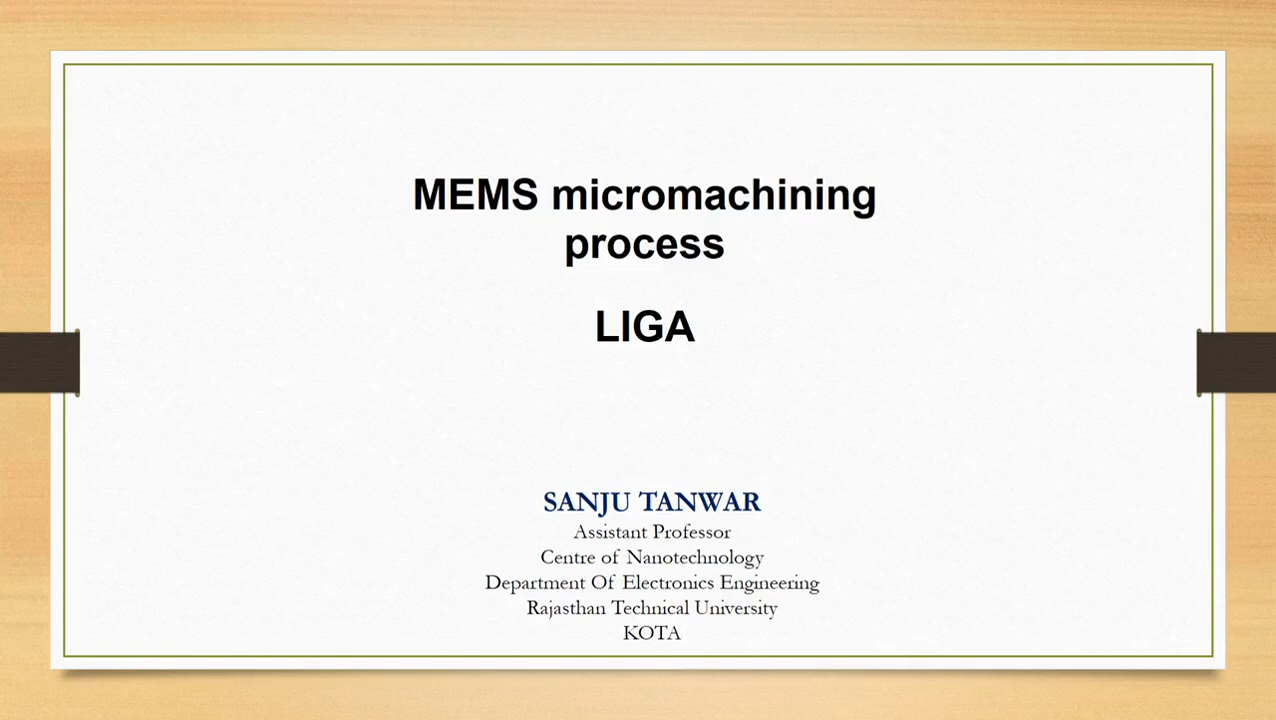 MEMS micromachining
process
LIGA
SANJU TANWAR
Assistant Professor
Centre of Nanotechnology
Department Of Electronics Engineering
Rajasthan Technical University
KOTA